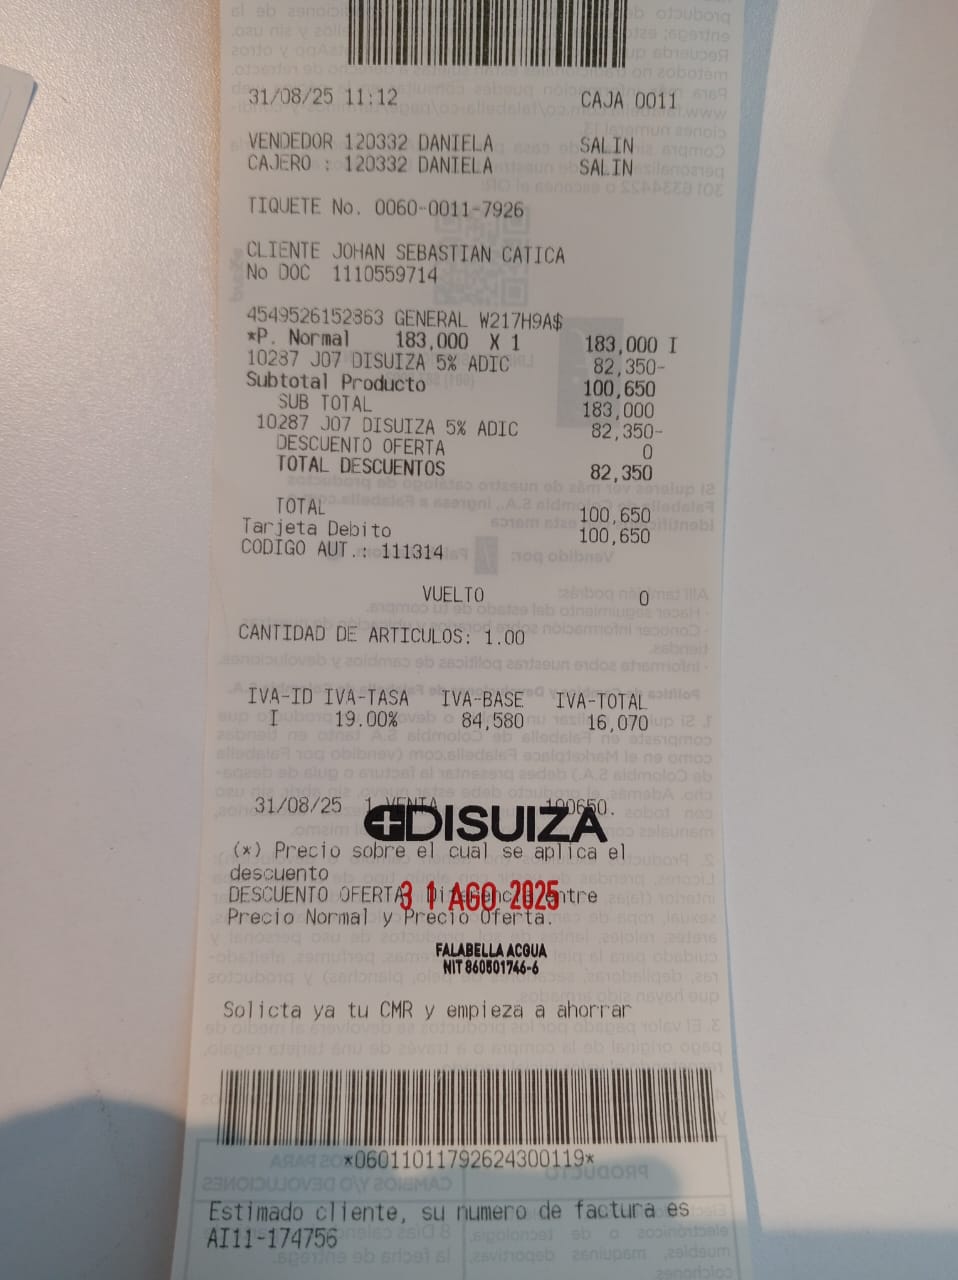 31/08/25 11:12 CAJA 0011
VENDEDOR 120332 DANIELA SALIN
CAJERO : 120332 DANIELA SALIN
TIQUETE No. 0060-0011-7926
CLIENTE JOHAN SEBASTIAN CATICA
No DOC 1110559714
4549526152863 GENERAL W217H9A$
*P. Normal 183,000 X 1 183,000 I
10287 J07 DISUIZA 5% ADIC 82,350-
Subtotal Producto 100,650
SUB TOTAL 183,000
10287 J07 DISUIZA 5% ADIC 82,350-
DESCUENTO OFERTA 0
TOTAL DESCUENTOS 82,350
TOTAL 100,650
Tarjeta Debito 100,650
CODIGO AUT.: 111314
VUELTO 0
CANTIDAD DE ARTICULOS: 1.00
IVA-ID IVA-TASA IVA-BASE IVA-TOTAL
I 19.00% 84,580 16,070
31/08/25 1 VENTA 100650.
DISUIZA
(*) Precio sobre el cual se aplica el
descuento
DESCUENTO OFERTA: Diferencia entre
31 AGO 2025
Precio Normal y Precio Oferta.
FALABELLA ACQUA
NIT 860501746-6
Solicta ya tu CMR y empieza a ahorrar
*06011011792624300119*
Estimado cliente, su numero de factura es
AI11-174756